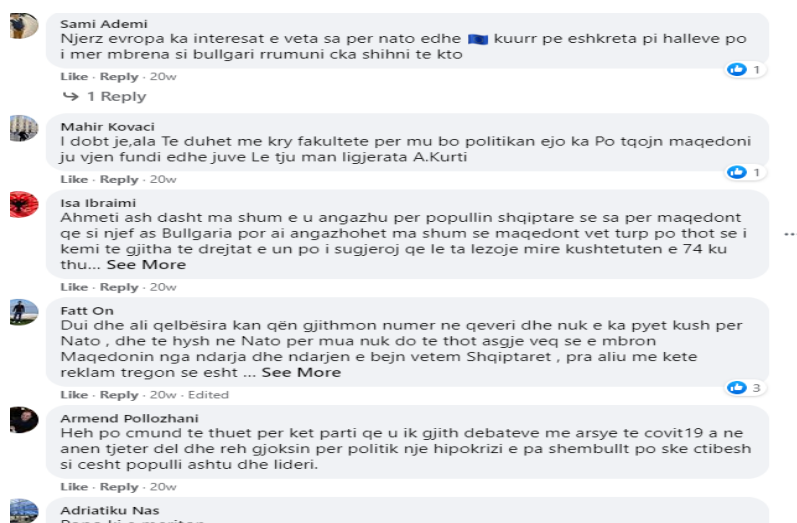 Sami Ademi
Njerz evropa ka interesat e veta sa per nato edhe 🇪🇺 kuurr pe eshkreta pi halleve po
i mer mbrena si bullgari rrumuni cka shihni te kto
Like · Reply · 20w
1
1 Reply
Mahir Kovaci
I dobt je,ala Te duhet me kry fakultete per mu bo politikan ejo ka Po tqojn maqedoni
ju vjen fundi edhe juve Le tju man ligjerata A.Kurti
Like · Reply · 20w
1
Isa Ibraimi
Ahmeti ash dasht ma shum e u angazhu per popullin shqiptare se sa per maqedont
qe si njef as Bullgaria por ai angazhohet ma shum se maqedont vet turp po thot se i
kemi te gjitha te drejtat e un po i sugjeroj qe le ta lezoje mire kushtetuten e 74 ku
thu... See More
Like · Reply · 20w
Fatt On
Dui dhe ali qelbësira kan qën gjithmon numer ne qeveri dhe nuk e ka pyet kush per
Nato , dhe te hysh ne Nato per mua nuk do te thot asgje veq se e mbron
Maqedonin nga ndarja dhe ndarjen e bejn vetem Shqiptaret , pra aliu me kete
reklam tregon se esht ... See More
Like · Reply · 20w · Edited
3
Armend Pollozhani
Heh po cmund te thuet per ket parti qe u ik gjith debateve me arsye te covit19 a ne
anen tjeter del dhe reh gjoksin per politik nje hipokrizi e pa shembullt po ske ctibesh
si cesht populli ashtu dhe lideri.
Like · Reply · 20w
Adriatiku Nas